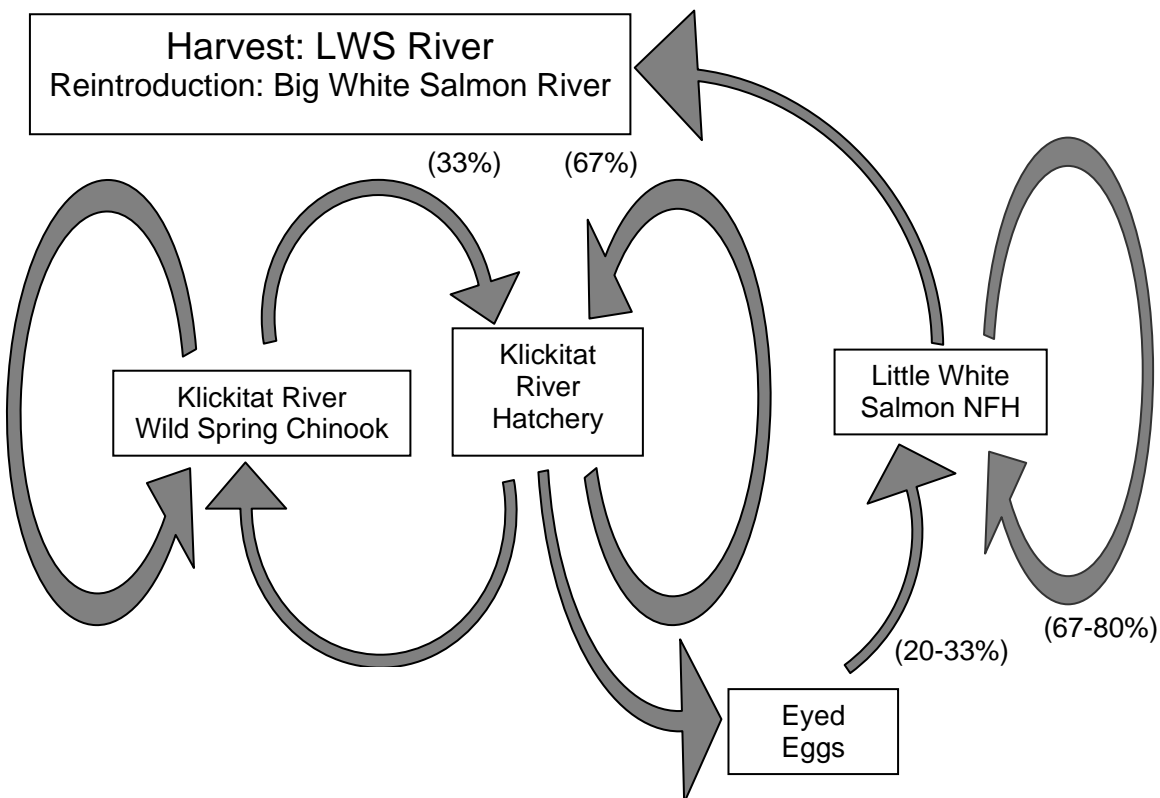 Harvest: LWS River
Reintroduction: Big White Salmon River
(33%)
(67%)
Klickitat River
Wild Spring Chinook
Klickitat
River
Hatchery
Little White
Salmon NFH
(20-33%)
(67-80%)
Eyed
Eggs